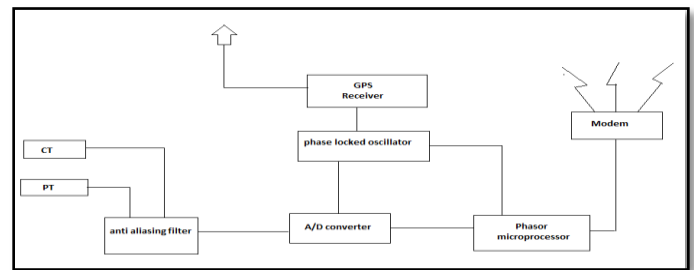 GPS
Receiver
Modem
phase locked oscillator
CT
PT
anti aliasing filter
A/D converter
Phasor
microprocessor